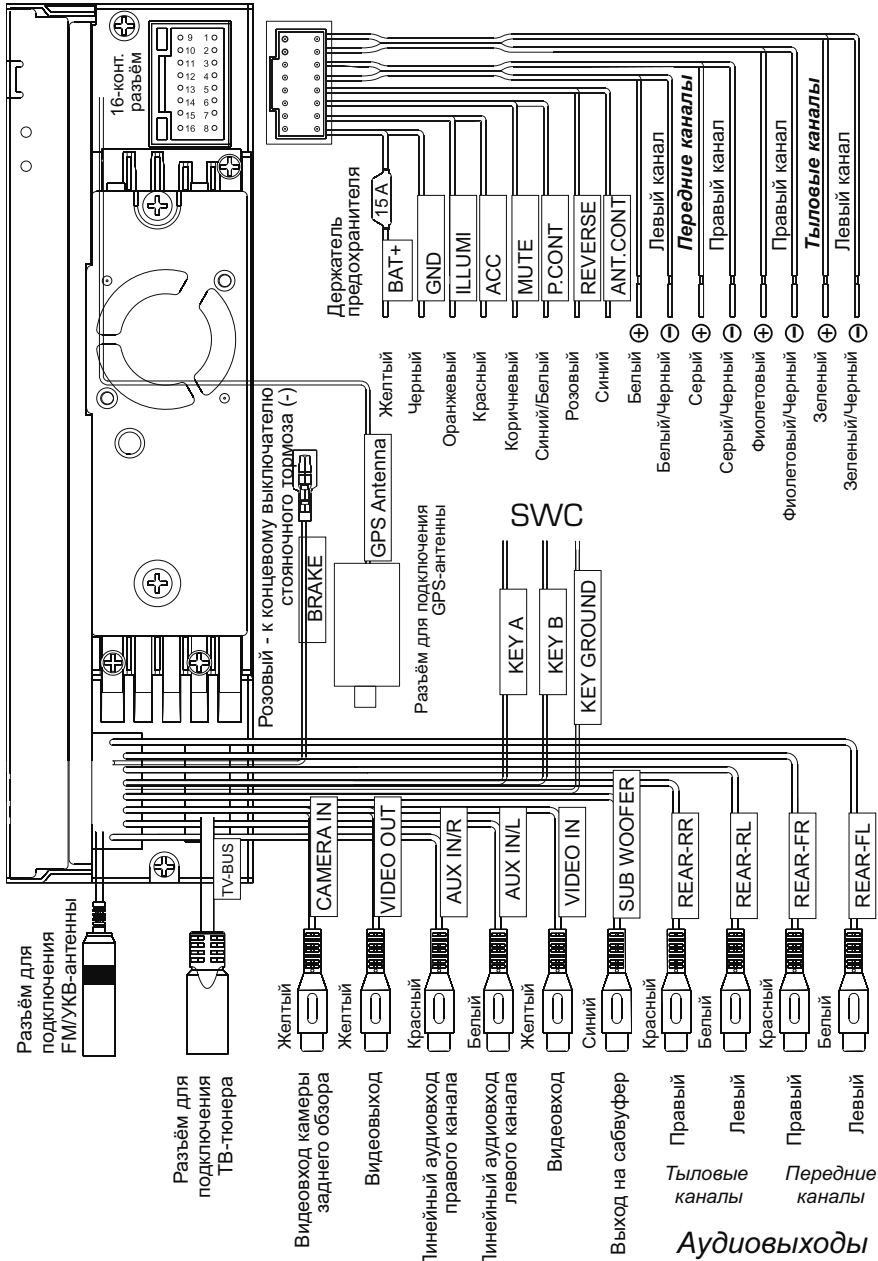 16-конт.
разъём
9 1
10 2
11 3
12 4
13 5
14 6
15 7
16 8
Держатель
предохранителя
15 A
Желтый
BAT+
Черный
GND
Оранжевый
ILLUMI
Красный
ACC
Коричневый
MUTE
Синий/Белый
P.CONT
Розовый
REVERSE
Синий
ANT.CONT
Белый
+
Левый канал
Белый/Черный
−
Передние каналы
Серый
+
Правый канал
Серый/Черный
−
Фиолетовый
+
Правый канал
Фиолетовый/Черный
−
Тыловые каналы
Зеленый
+
Левый канал
Зеленый/Черный
−
Розовый - к концевому выключателю
стояночного тормоза (-)
BRAKE
GPS Antenna
Разъём для подключения
GPS-антенны
SWC
KEY A
KEY B
KEY GROUND
Разъём для
подключения
FM/УКВ-антенны
TV-BUS
Разъём для
подключения
ТВ-тюнера
CAMERA IN
Желтый
Видеовход камеры
заднего обзора
VIDEO OUT
Желтый
Видеовыход
AUX IN/R
Красный
Линейный аудиовход
правого канала
AUX IN/L
Белый
Линейный аудиовход
левого канала
VIDEO IN
Желтый
Видеовход
SUB WOOFER
Синий
Выход на сабвуфер
REAR-RR
Красный
Правый
REAR-RL
Белый
Левый
Тыловые
каналы
REAR-FR
Красный
Правый
REAR-FL
Белый
Левый
Передние
каналы
Аудиовыходы